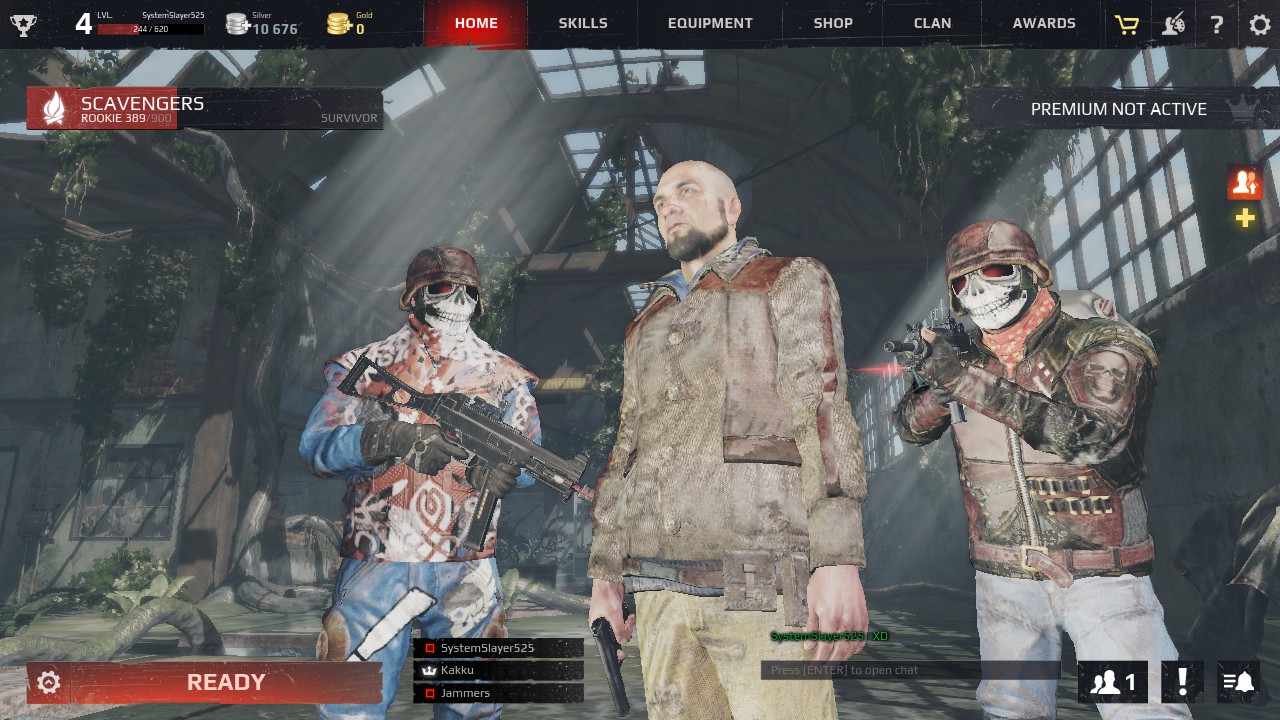 4
LVL.
SystemSlayer525
244 / 620
Silver
10 676
Gold
0
HOME
SKILLS
EQUIPMENT
SHOP
CLAN
AWARDS
?
SCAVENGERS
ROOKIE 389/900
SURVIVOR
PREMIUM NOT ACTIVE
SystemSlayer525: XD
Press [ENTER] to open chat
SystemSlayer525
Kakku
Jammers
READY
1
!